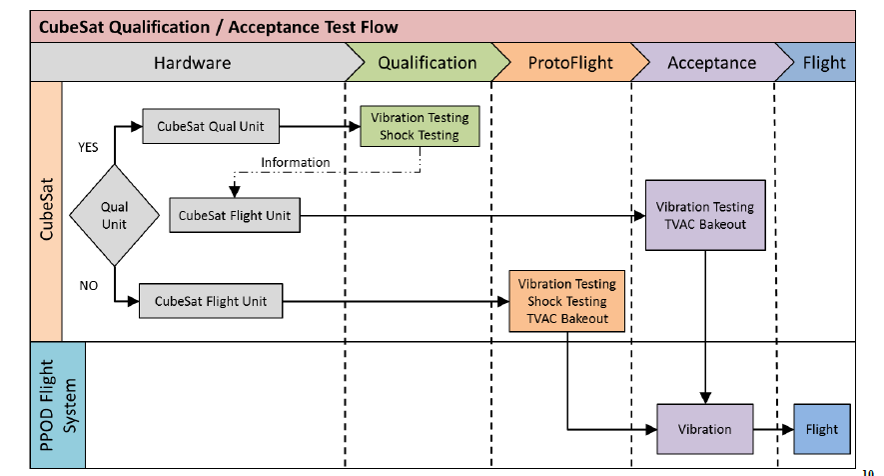 CubeSat Qualification / Acceptance Test Flow
Hardware
Qualification
ProtoFlight
Acceptance
Flight
CubeSat
YES
CubeSat Qual Unit
Vibration Testing
Shock Testing
Information
Qual
Unit
CubeSat Flight Unit
Vibration Testing
TVAC Bakeout
NO
CubeSat Flight Unit
Vibration Testing
Shock Testing
TVAC Bakeout
PPOD Flight
System
Vibration
Flight